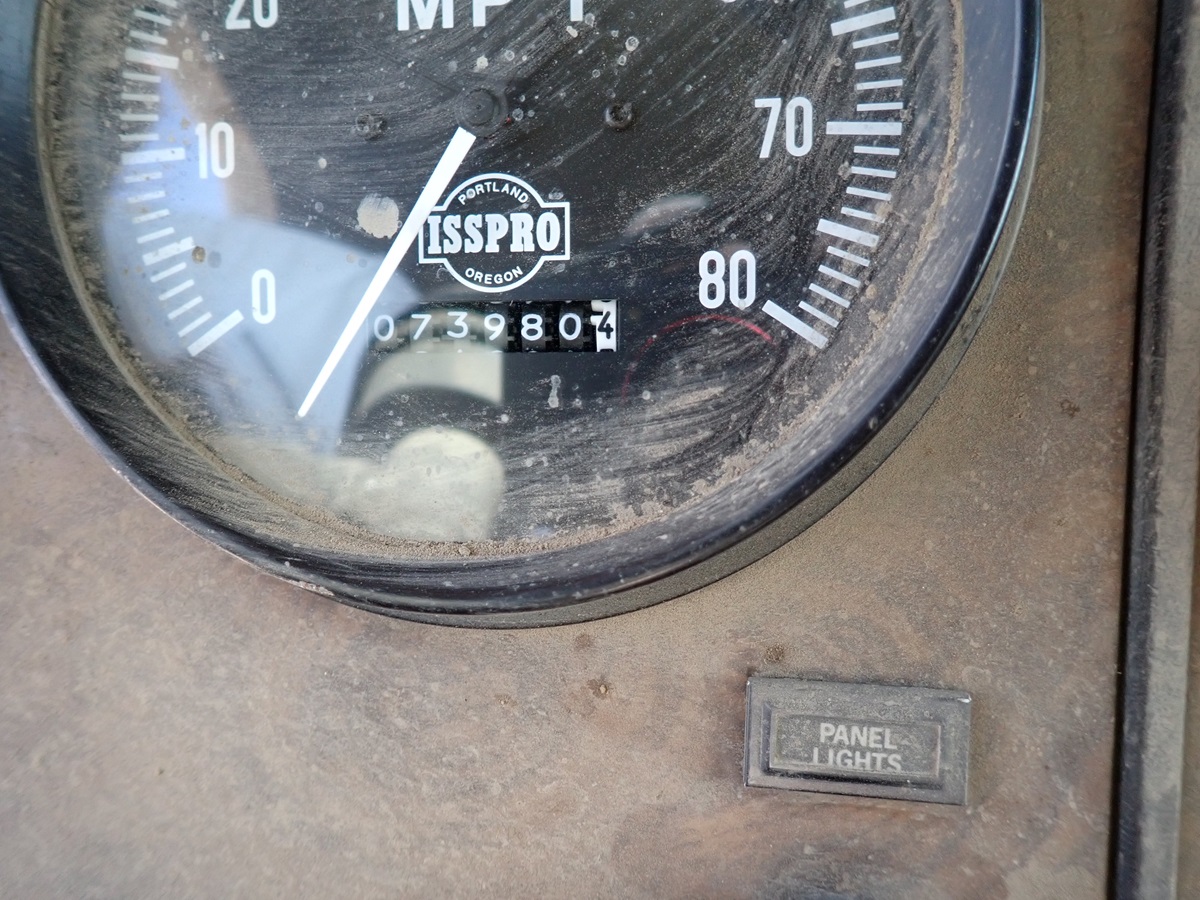 20
MPH
10
70
PORTLAND
ISSPRO
OREGON
0
80
0739804
PANEL
LIGHTS